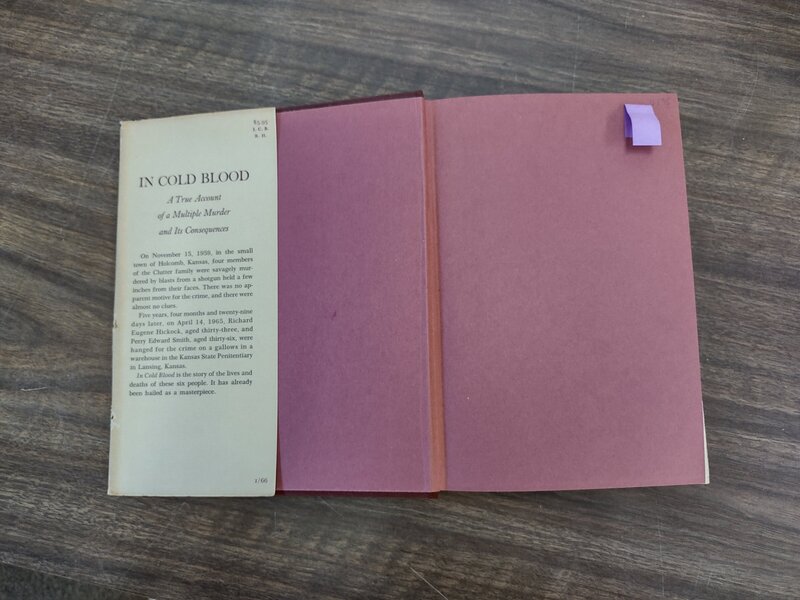 $5.95
I. C. B.
R. H.
IN COLD BLOOD
A True Account
of a Multiple Murder
and Its Consequences
On November 15, 1959, in the small
town of Holcomb, Kansas, four members
of the Clutter family were savagely mur-
dered by blasts from a shotgun held a few
inches from their faces. There was no ap-
parent motive for the crime, and there were
almost no clues.
Five years, four months and twenty-nine
days later, on April 14, 1965, Richard
Eugene Hickock, aged thirty-three, and
Perry Edward Smith, aged thirty-six, were
hanged for the crime on a gallows in a
warehouse in the Kansas State Penitentiary
in Lansing, Kansas.
In Cold Blood is the story of the lives and
deaths of these six people. It has already
been hailed as a masterpiece.
1/66